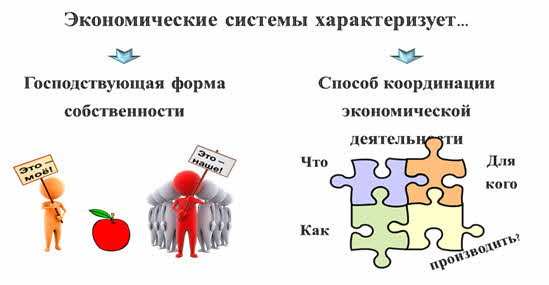 Экономические системы характеризует...
Господствующая форма
собственности
Способ координации
экономической
деятельности
Это –
моё!
Это –
наше!
Что
Для
кого
Как
производить?